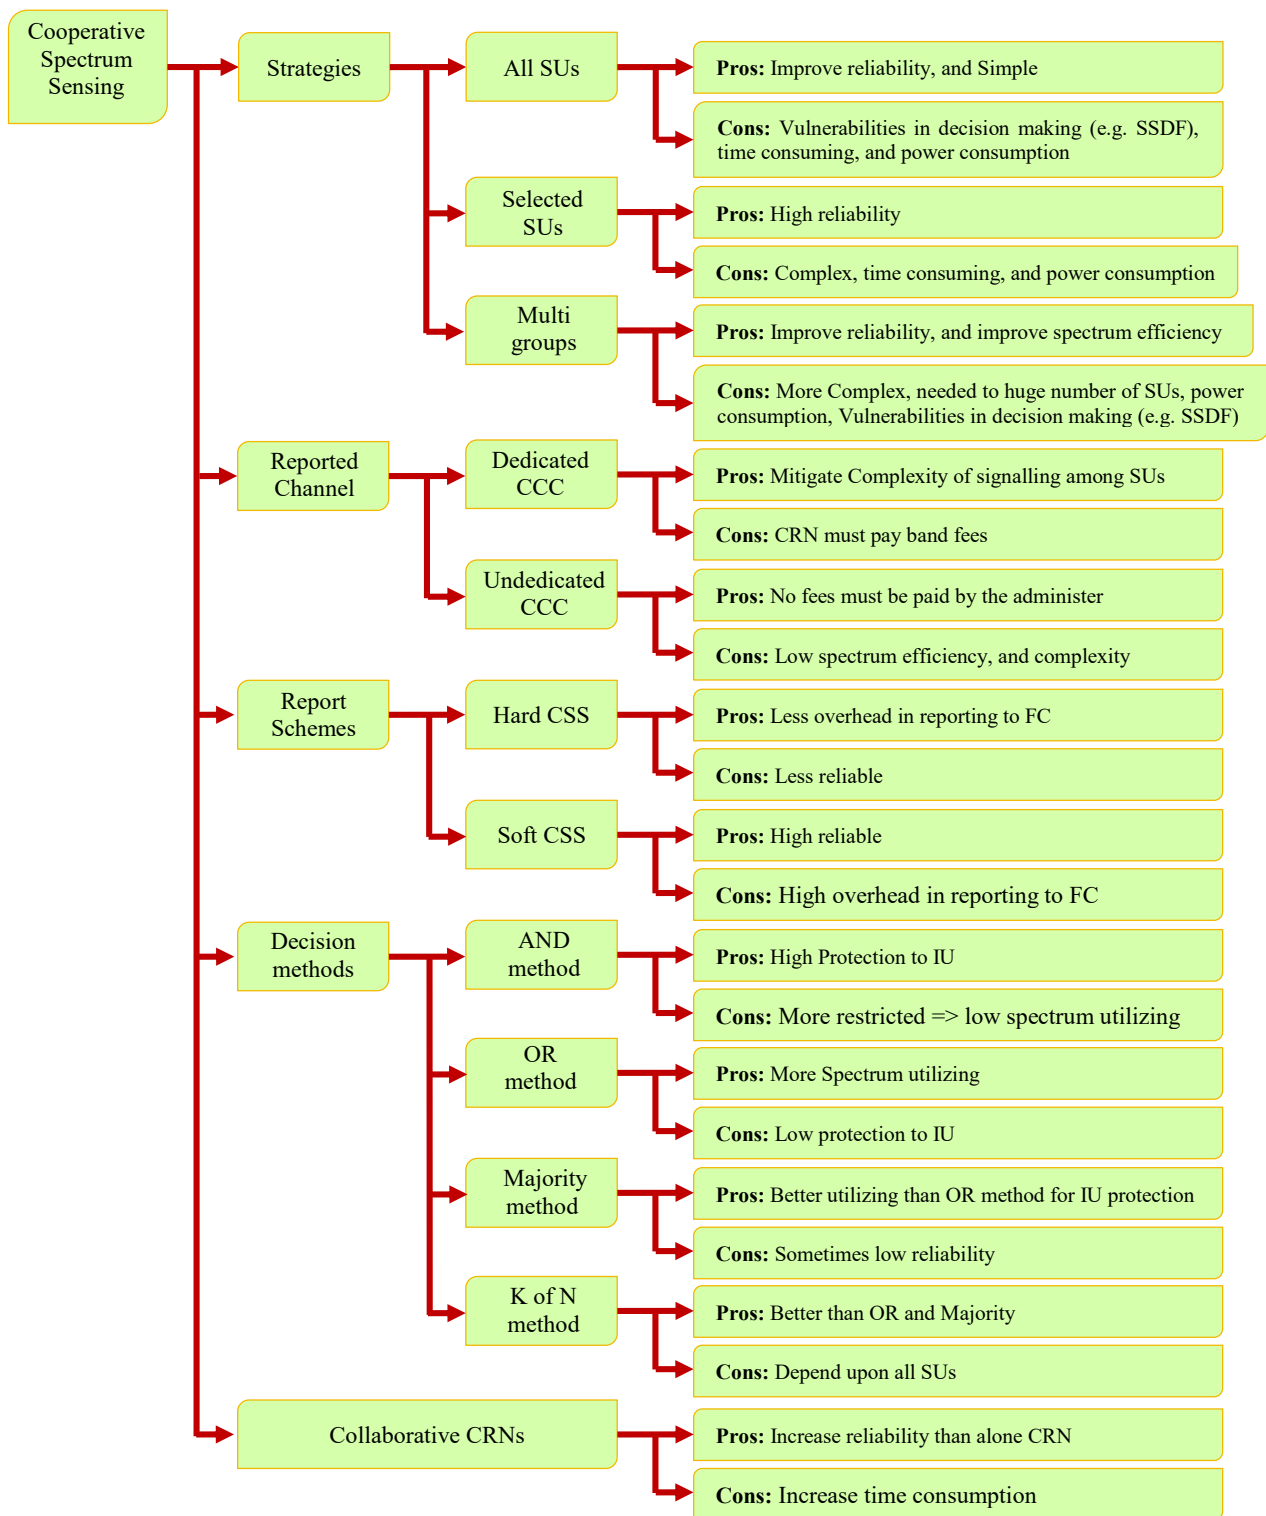 Cooperative
Spectrum
Sensing
Strategies
All SUs
Pros: Improve reliability, and Simple
Cons: Vulnerabilities in decision making (e.g. SSDF),
time consuming, and power consumption
Selected
SUs
Pros: High reliability
Cons: Complex, time consuming, and power consumption
Multi
groups
Pros: Improve reliability, and improve spectrum efficiency
Cons: More Complex, needed to huge number of SUs, power
consumption, Vulnerabilities in decision making (e.g. SSDF)
Reported
Channel
Dedicated
CCC
Pros: Mitigate Complexity of signalling among SUs
Cons: CRN must pay band fees
Undedicated
CCC
Pros: No fees must be paid by the administer
Cons: Low spectrum efficiency, and complexity
Report
Schemes
Hard CSS
Pros: Less overhead in reporting to FC
Cons: Less reliable
Soft CSS
Pros: High reliable
Cons: High overhead in reporting to FC
Decision
methods
AND
method
Pros: High Protection to IU
Cons: More restricted => low spectrum utilizing
OR
method
Pros: More Spectrum utilizing
Cons: Low protection to IU
Majority
method
Pros: Better utilizing than OR method for IU protection
Cons: Sometimes low reliability
K of N
method
Pros: Better than OR and Majority
Cons: Depend upon all SUs
Collaborative CRNs
Pros: Increase reliability than alone CRN
Cons: Increase time consumption